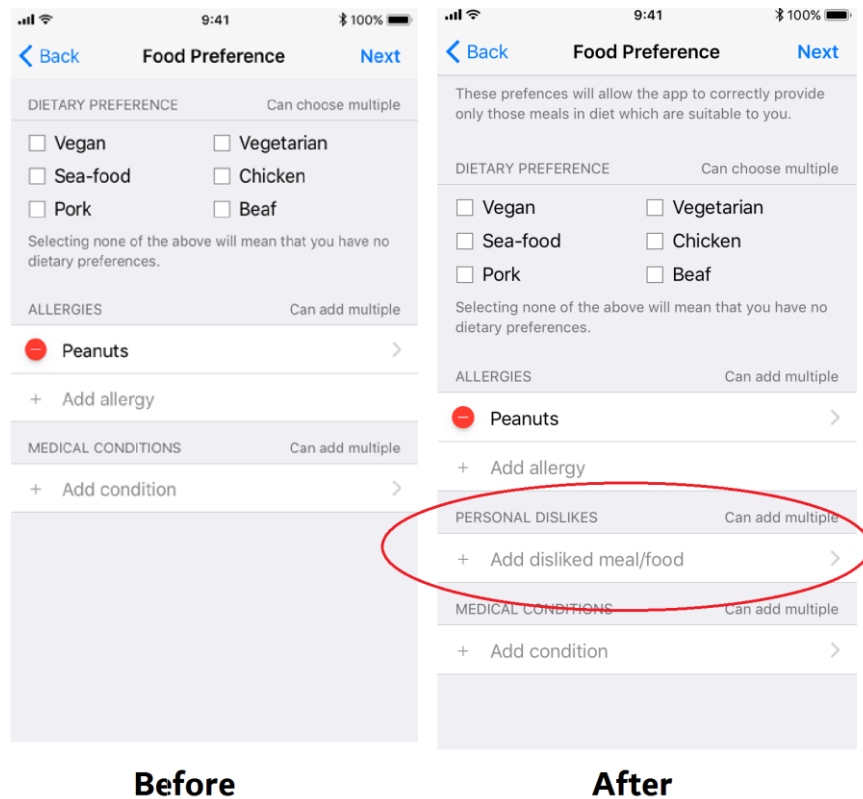 9:41 100%
Back Food Preference Next
DIETARY PREFERENCE Can choose multiple
Vegan Vegetarian
Sea-food Chicken
Pork Beaf
Selecting none of the above will mean that you have no
dietary preferences.
ALLERGIES Can add multiple
Peanuts
+ Add allergy
MEDICAL CONDITIONS Can add multiple
+ Add condition
Before
9:41 100%
Back Food Preference Next
These prefences will allow the app to correctly provide
only those meals in diet which are suitable to you.
DIETARY PREFERENCE Can choose multiple
Vegan Vegetarian
Sea-food Chicken
Pork Beaf
Selecting none of the above will mean that you have no
dietary preferences.
ALLERGIES Can add multiple
Peanuts
+ Add allergy
PERSONAL DISLIKES Can add multiple
+ Add disliked meal/food
MEDICAL CONDITIONS Can add multiple
+ Add condition
After